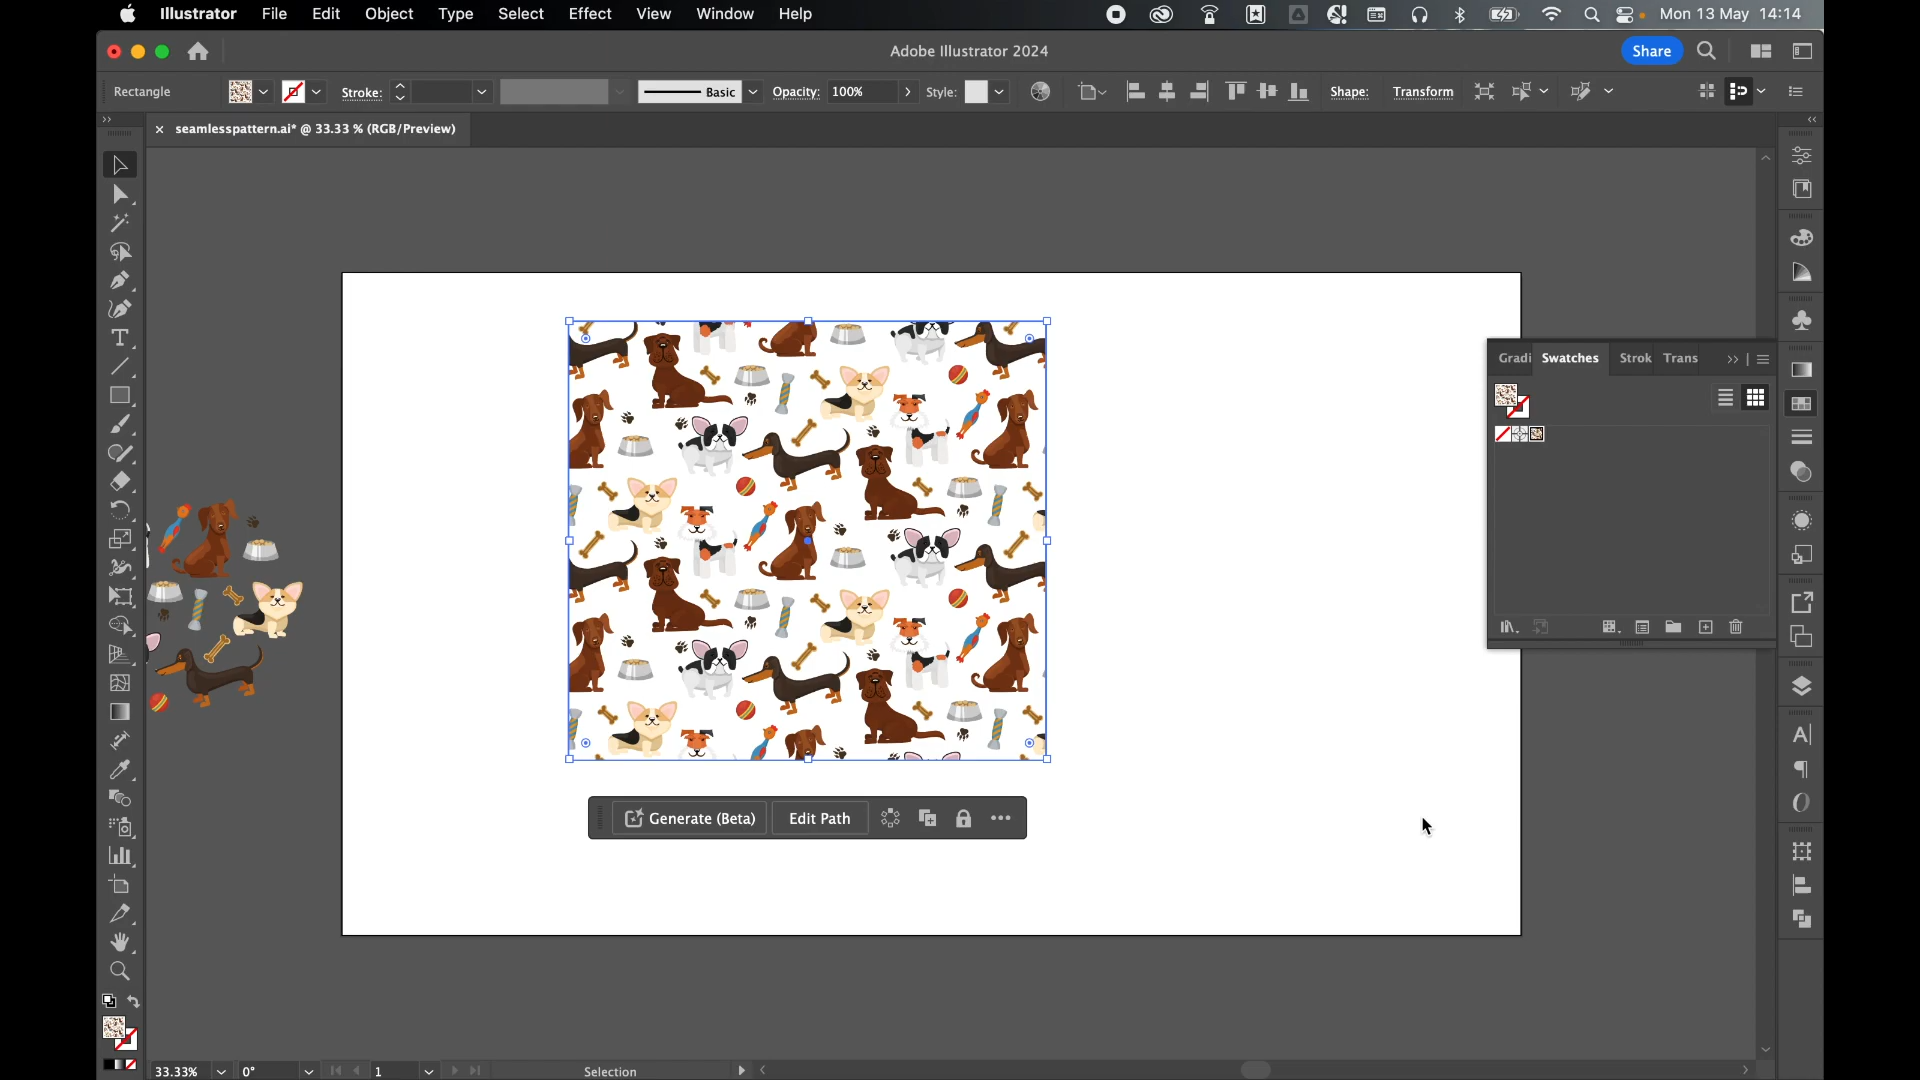 Illustrator File Edit Object Type Select Effect View Window Help Mon 13 May 14:14
Adobe Illustrator 2024 Share
Rectangle Stroke: Basic Opacity: 100% Style: Shape: Transform
seamlesspattern.ai* @ 33.33 % (RGB/Preview)
Gradi Swatches Strok Trans
Generate (Beta) Edit Path
33.33% 0° 1 Selection